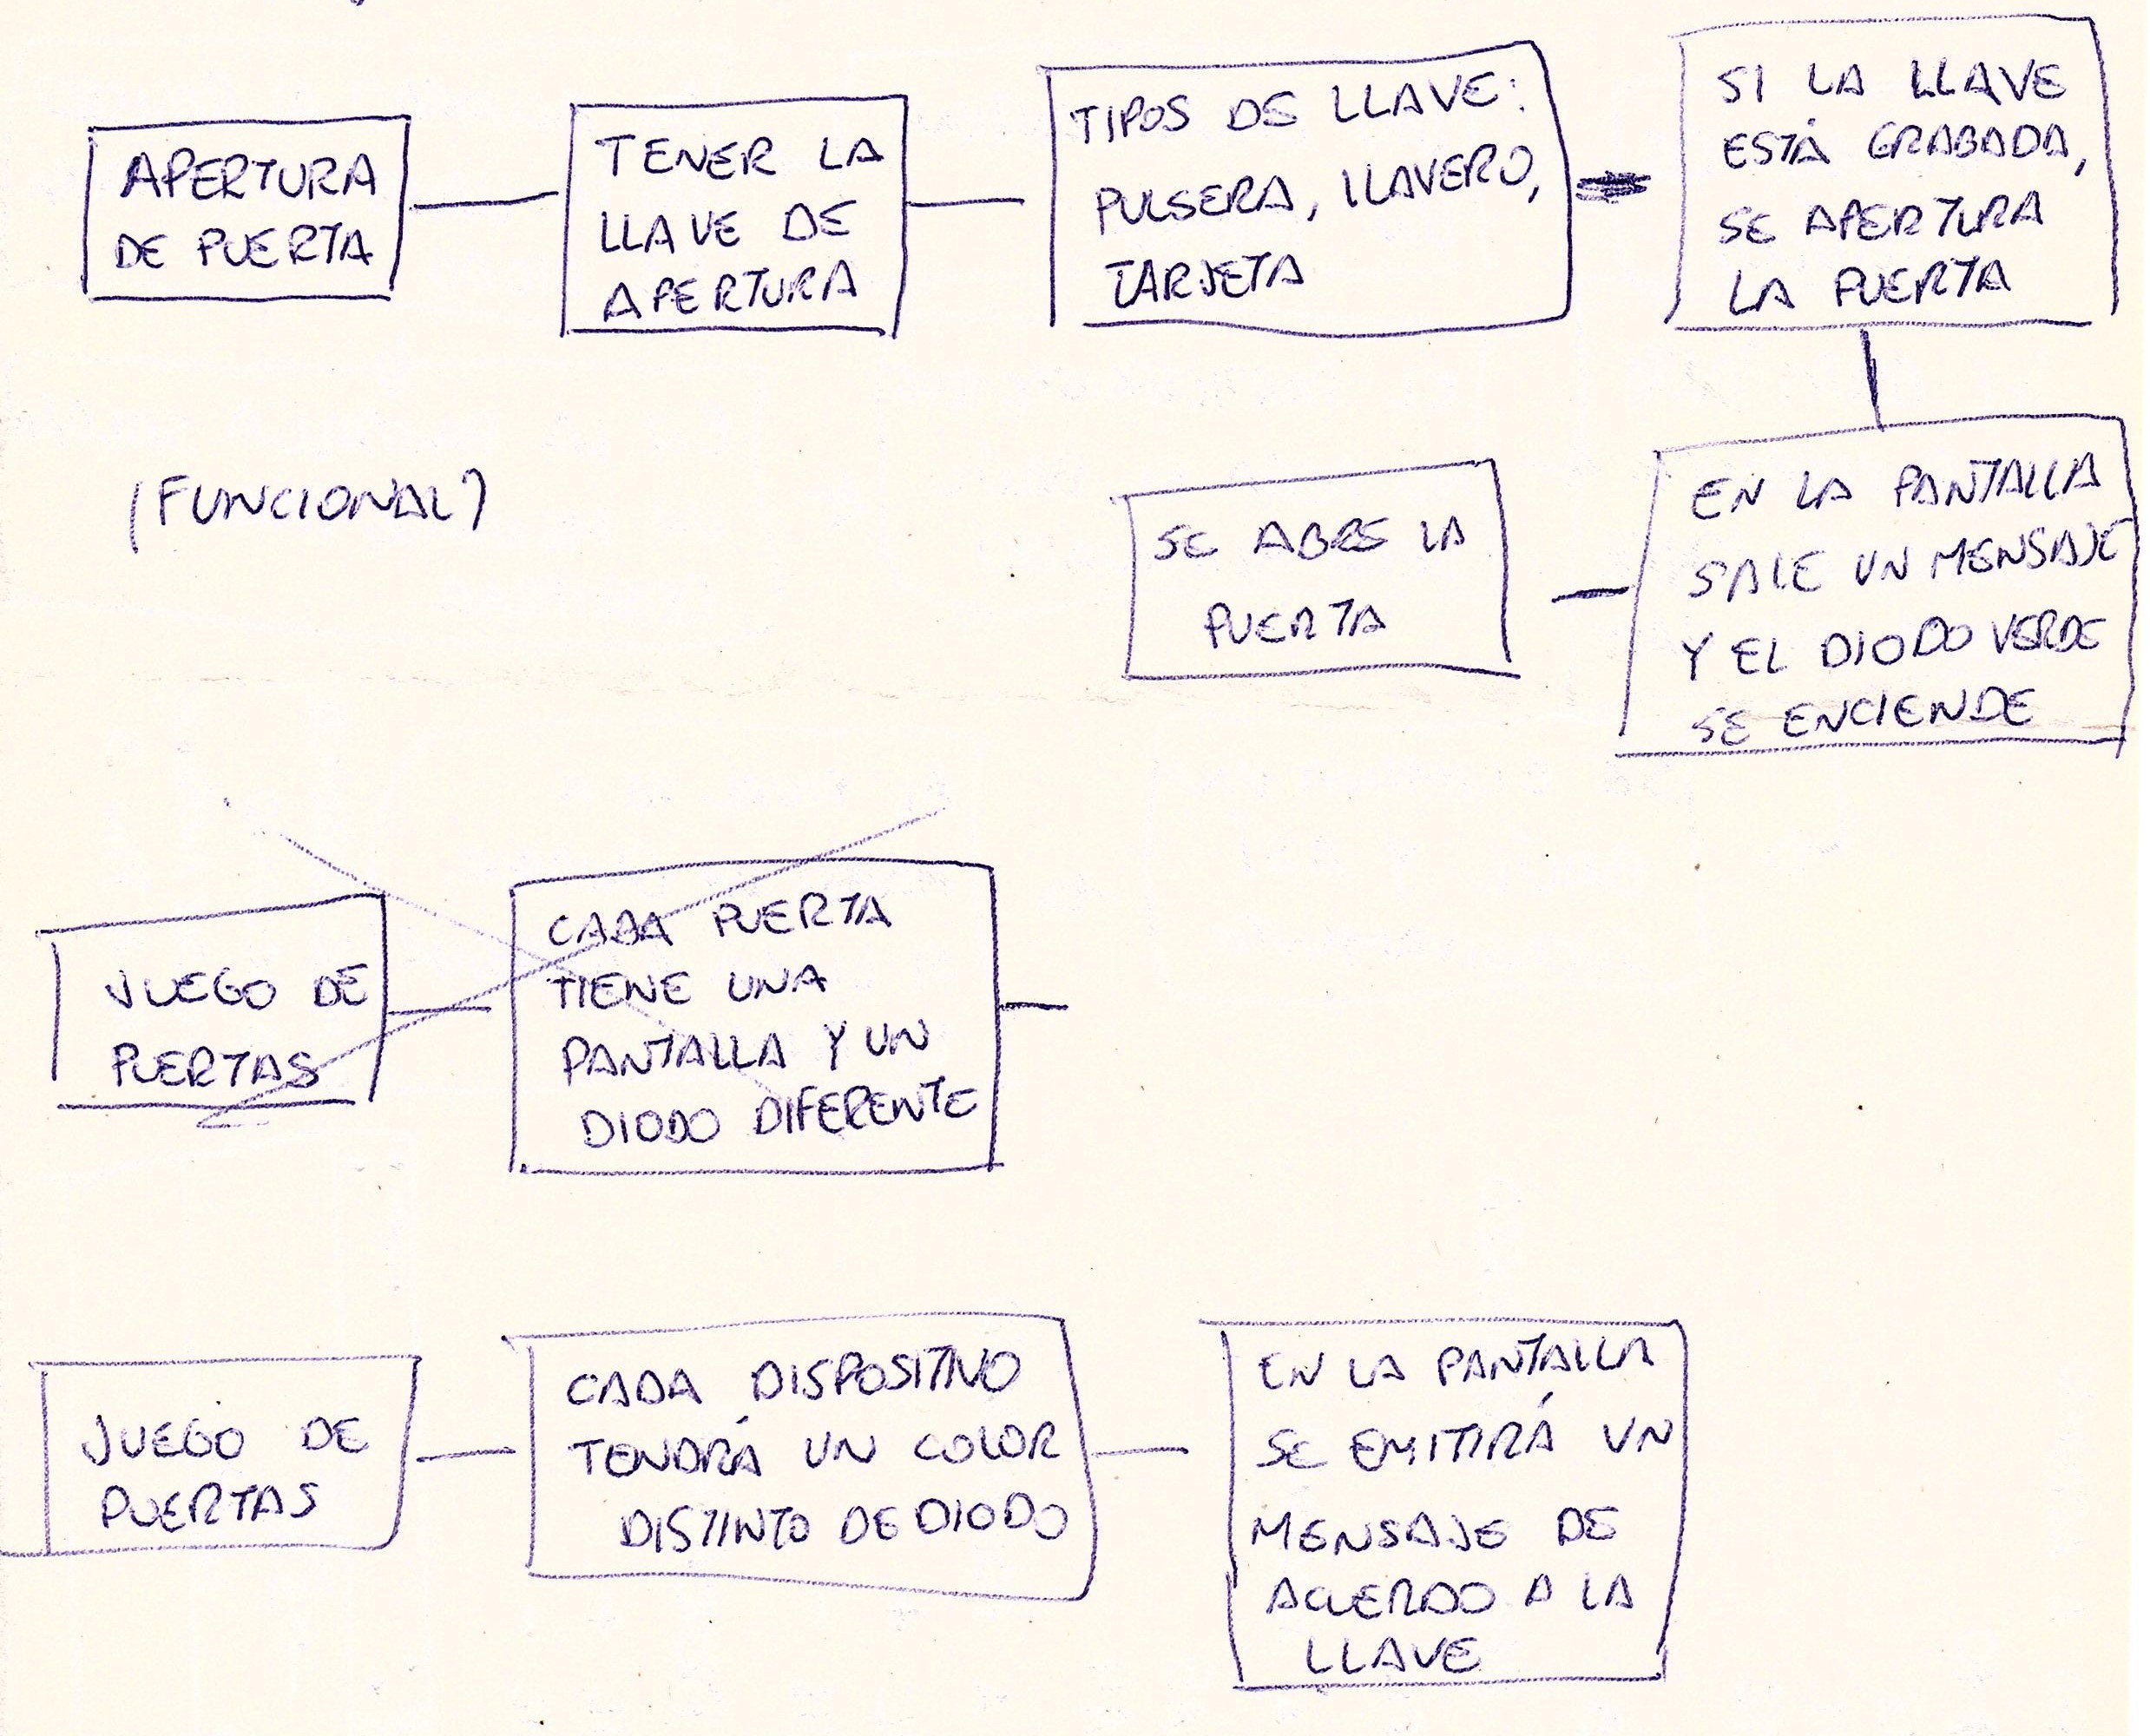 APERTURA
DE PUERTA
TENER LA
LLAVE DE
APERTURA
TIPOS DE LLAVE:
PULSERA, LLAVERO,
TARJETA
SI LA LLAVE
ESTÁ GRABADA,
SE APERTURA
LA PUERTA
(FUNCIONAL)
SE ABRE LA
PUERTA
EN LA PANTALLA
SALE UN MENSAJE
Y EL DIODO VERDE
SE ENCIENDE
JUEGO DE
PUERTAS
CADA PUERTA
TIENE UNA
PANTALLA Y UN
DIODO DIFERENTE
JUEGO DE
PUERTAS
CADA DISPOSITIVO
TENDRÁ UN COLOR
DISTINTO DE DIODO
EN LA PANTALLA
SE EMITIRÁ UN
MENSAJE DE
ACUERDO A LA
LLAVE